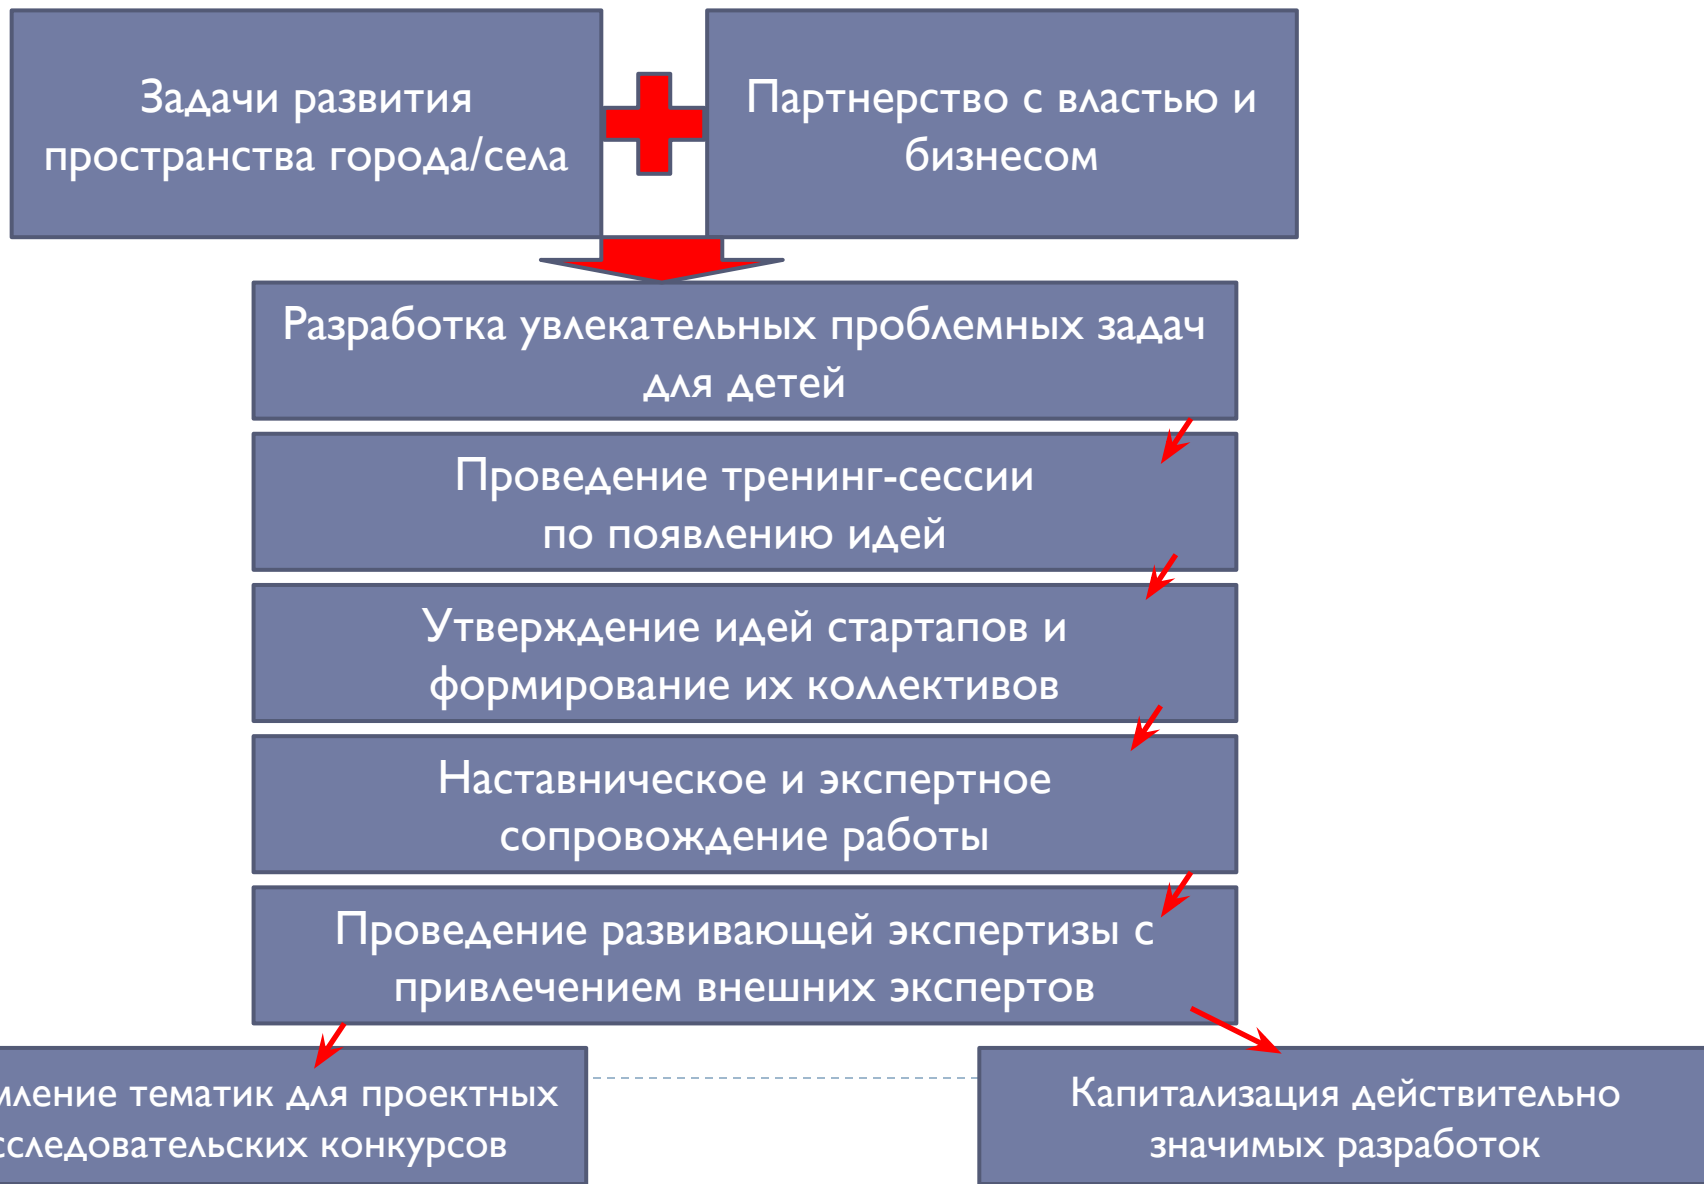 Задачи развития
пространства города/села
Партнерство с властью и
бизнесом
Разработка увлекательных проблемных задач
для детей
Проведение тренинг-сессии
по появлению идей
Утверждение идей стартапов и
формирование их коллективов
Наставническое и экспертное
сопровождение работы
Проведение развивающей экспертизы с
привлечением внешних экспертов
тематик для проектных
конкурсов
Капитализация действительно
значимых разработок